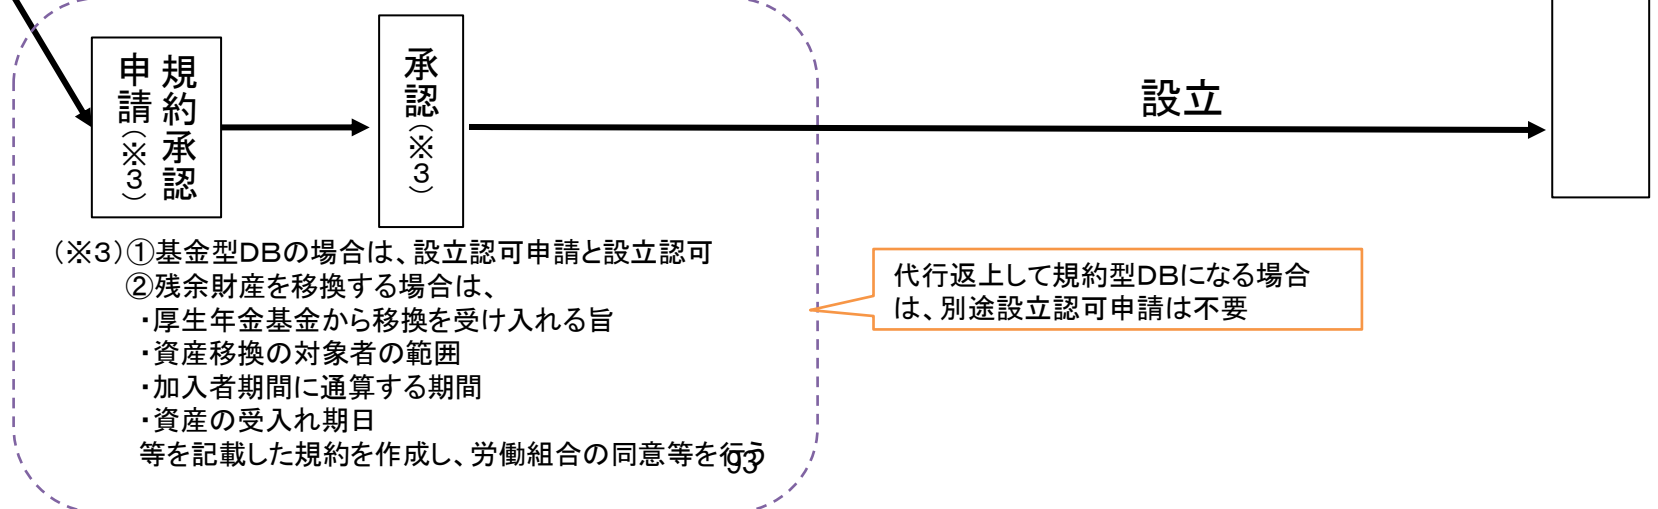 規約承認
申請（※３）
承認（※３）
設立
（※３）①基金型ＤＢの場合は、設立認可申請と設立認可
②残余財産を移換する場合は、
・厚生年金基金から移換を受け入れる旨
・資産移換の対象者の範囲
・加入者期間に通算する期間
・資産の受入れ期日
等を記載した規約を作成し、労働組合の同意等を行う
93
代行返上して規約型ＤＢになる場合
は、別途設立認可申請は不要